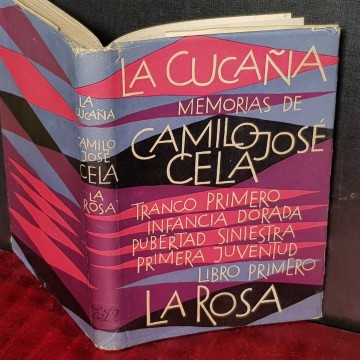 LA
CUCAÑA
CAMILO
JOSÉ
CELA
LA
ROSA
LA CUCAÑA
MEMORIAS DE
CAMILO JOSÉ
CELA
TRANCO PRIMERO
INFANCIA DORADA
PUBERTAD SINIESTRA
PRIMERA JUVENTUD
LIBRO PRIMERO
LA ROSA